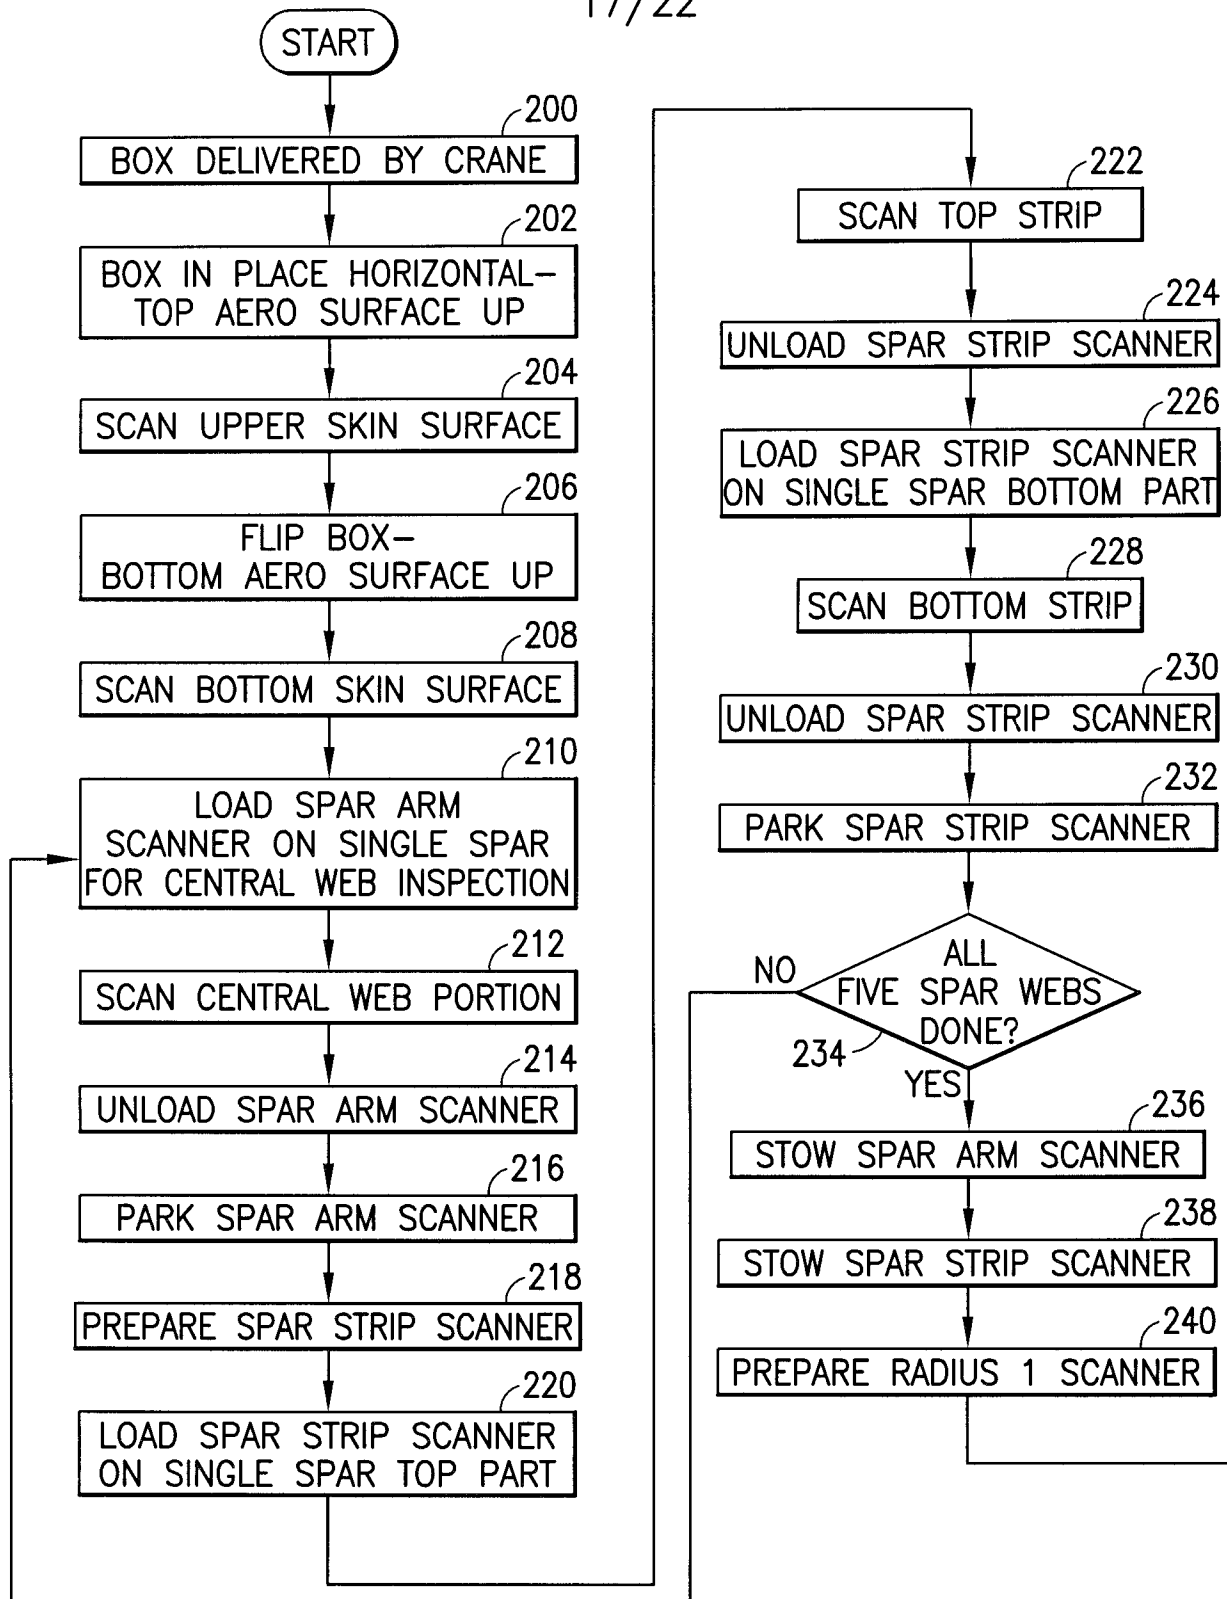 17/22
START
200
BOX DELIVERED BY CRANE
202
BOX IN PLACE HORIZONTAL–
TOP AERO SURFACE UP
204
SCAN UPPER SKIN SURFACE
206
FLIP BOX–
BOTTOM AERO SURFACE UP
208
SCAN BOTTOM SKIN SURFACE
210
LOAD SPAR ARM
SCANNER ON SINGLE SPAR
FOR CENTRAL WEB INSPECTION
212
SCAN CENTRAL WEB PORTION
214
UNLOAD SPAR ARM SCANNER
216
PARK SPAR ARM SCANNER
218
PREPARE SPAR STRIP SCANNER
220
LOAD SPAR STRIP SCANNER
ON SINGLE SPAR TOP PART
222
SCAN TOP STRIP
224
UNLOAD SPAR STRIP SCANNER
226
LOAD SPAR STRIP SCANNER
ON SINGLE SPAR BOTTOM PART
228
SCAN BOTTOM STRIP
230
UNLOAD SPAR STRIP SCANNER
232
PARK SPAR STRIP SCANNER
ALL
FIVE SPAR WEBS
DONE?
NO
234
YES
236
STOW SPAR ARM SCANNER
238
STOW SPAR STRIP SCANNER
240
PREPARE RADIUS 1 SCANNER